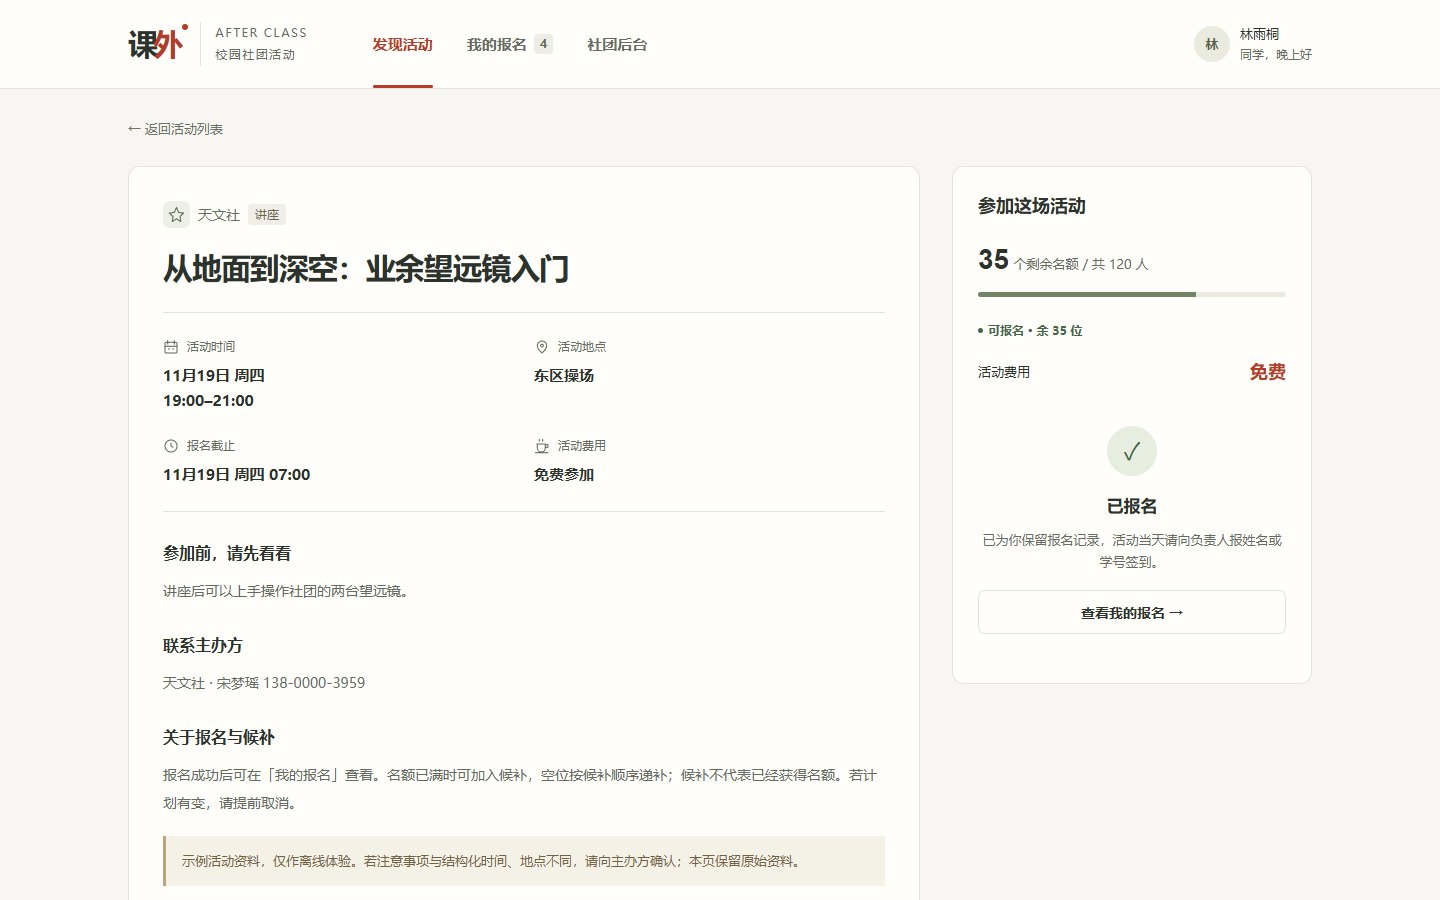 课外
AFTER CLASS
校园社团活动
发现活动
我的报名 4
社团后台
林
林雨桐
同学，晚上好
← 返回活动列表
天文社 讲座
从地面到深空：业余望远镜入门
活动时间
11月19日 周四
19:00–21:00
活动地点
东区操场
报名截止
11月19日 周四 07:00
活动费用
免费参加
参加前，请先看看
讲座后可以上手操作社团的两台望远镜。
联系主办方
天文社 · 宋梦瑶 138-0000-3959
关于报名与候补
报名成功后可在「我的报名」查看。名额已满时可加入候补，空位按候补顺序递补；候补不代表已经获得名额。若计
划有变，请提前取消。
示例活动资料，仅作离线体验。若注意事项与结构化时间、地点不同，请向主办方确认；本页保留原始资料。
参加这场活动
35 个剩余名额 / 共 120 人
可报名 · 余 35 位
活动费用 免费
✓
已报名
已为你保留报名记录，活动当天请向负责人报姓名或
学号签到。
查看我的报名 →